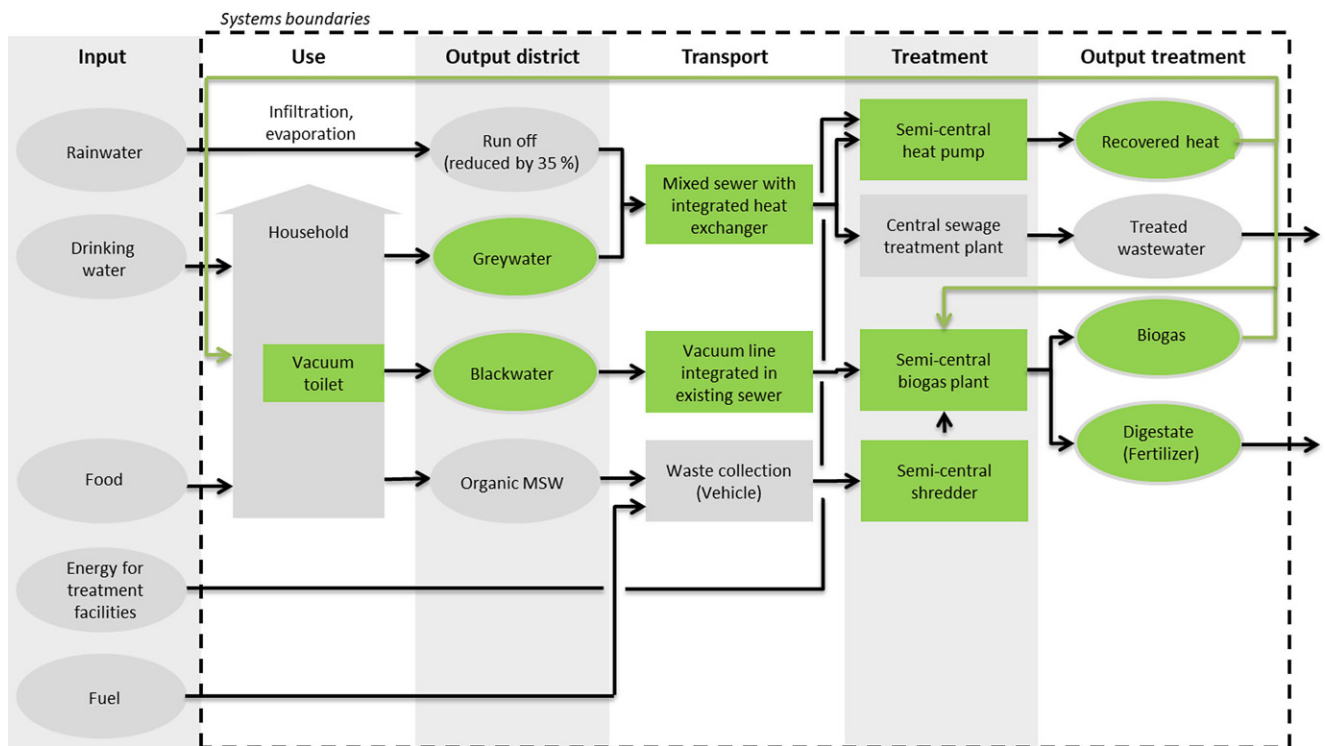 Systems boundaries
Input
Use
Output district
Transport
Treatment
Output treatment
Rainwater
Infiltration,
evaporation
Run off
(reduced by 35 %)
Mixed sewer with
integrated heat
exchanger
Semi-central
heat pump
Recovered heat
Drinking
water
Household
Greywater
Central sewage
treatment plant
Treated
wastewater
Vacuum
toilet
Blackwater
Vacuum line
integrated in
existing sewer
Semi-central
biogas plant
Biogas
Digestate
(Fertilizer)
Food
Organic MSW
Waste collection
(Vehicle)
Semi-central
shredder
Energy for
treatment
facilities
Fuel